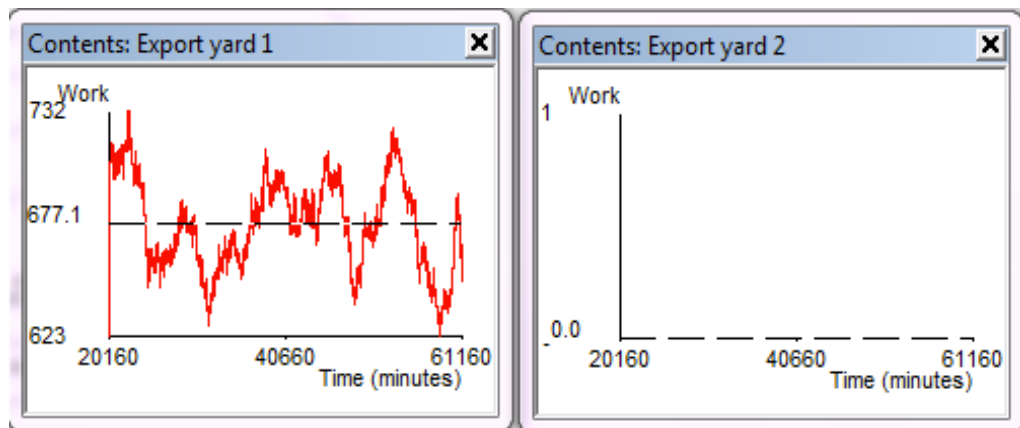 Contents: Export yard 1
Work
732
677.1
623
20160 40660 61160
Time (minutes)
Contents: Export yard 2
Work
1
0.0
-
20160 40660 61160
Time (minutes)